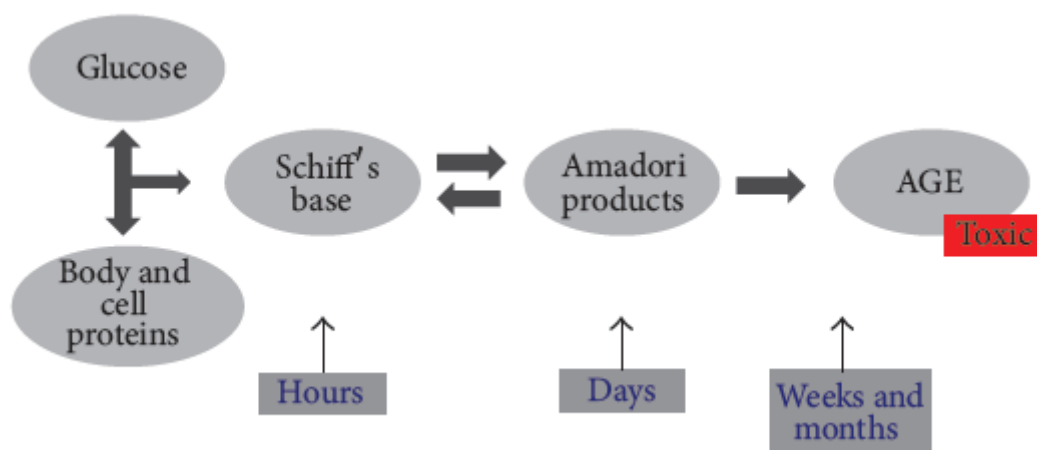 Glucose
Schiff's
base
Amadori
products
AGE
Toxic
Body and
cell
proteins
Hours
Days
Weeks and
months